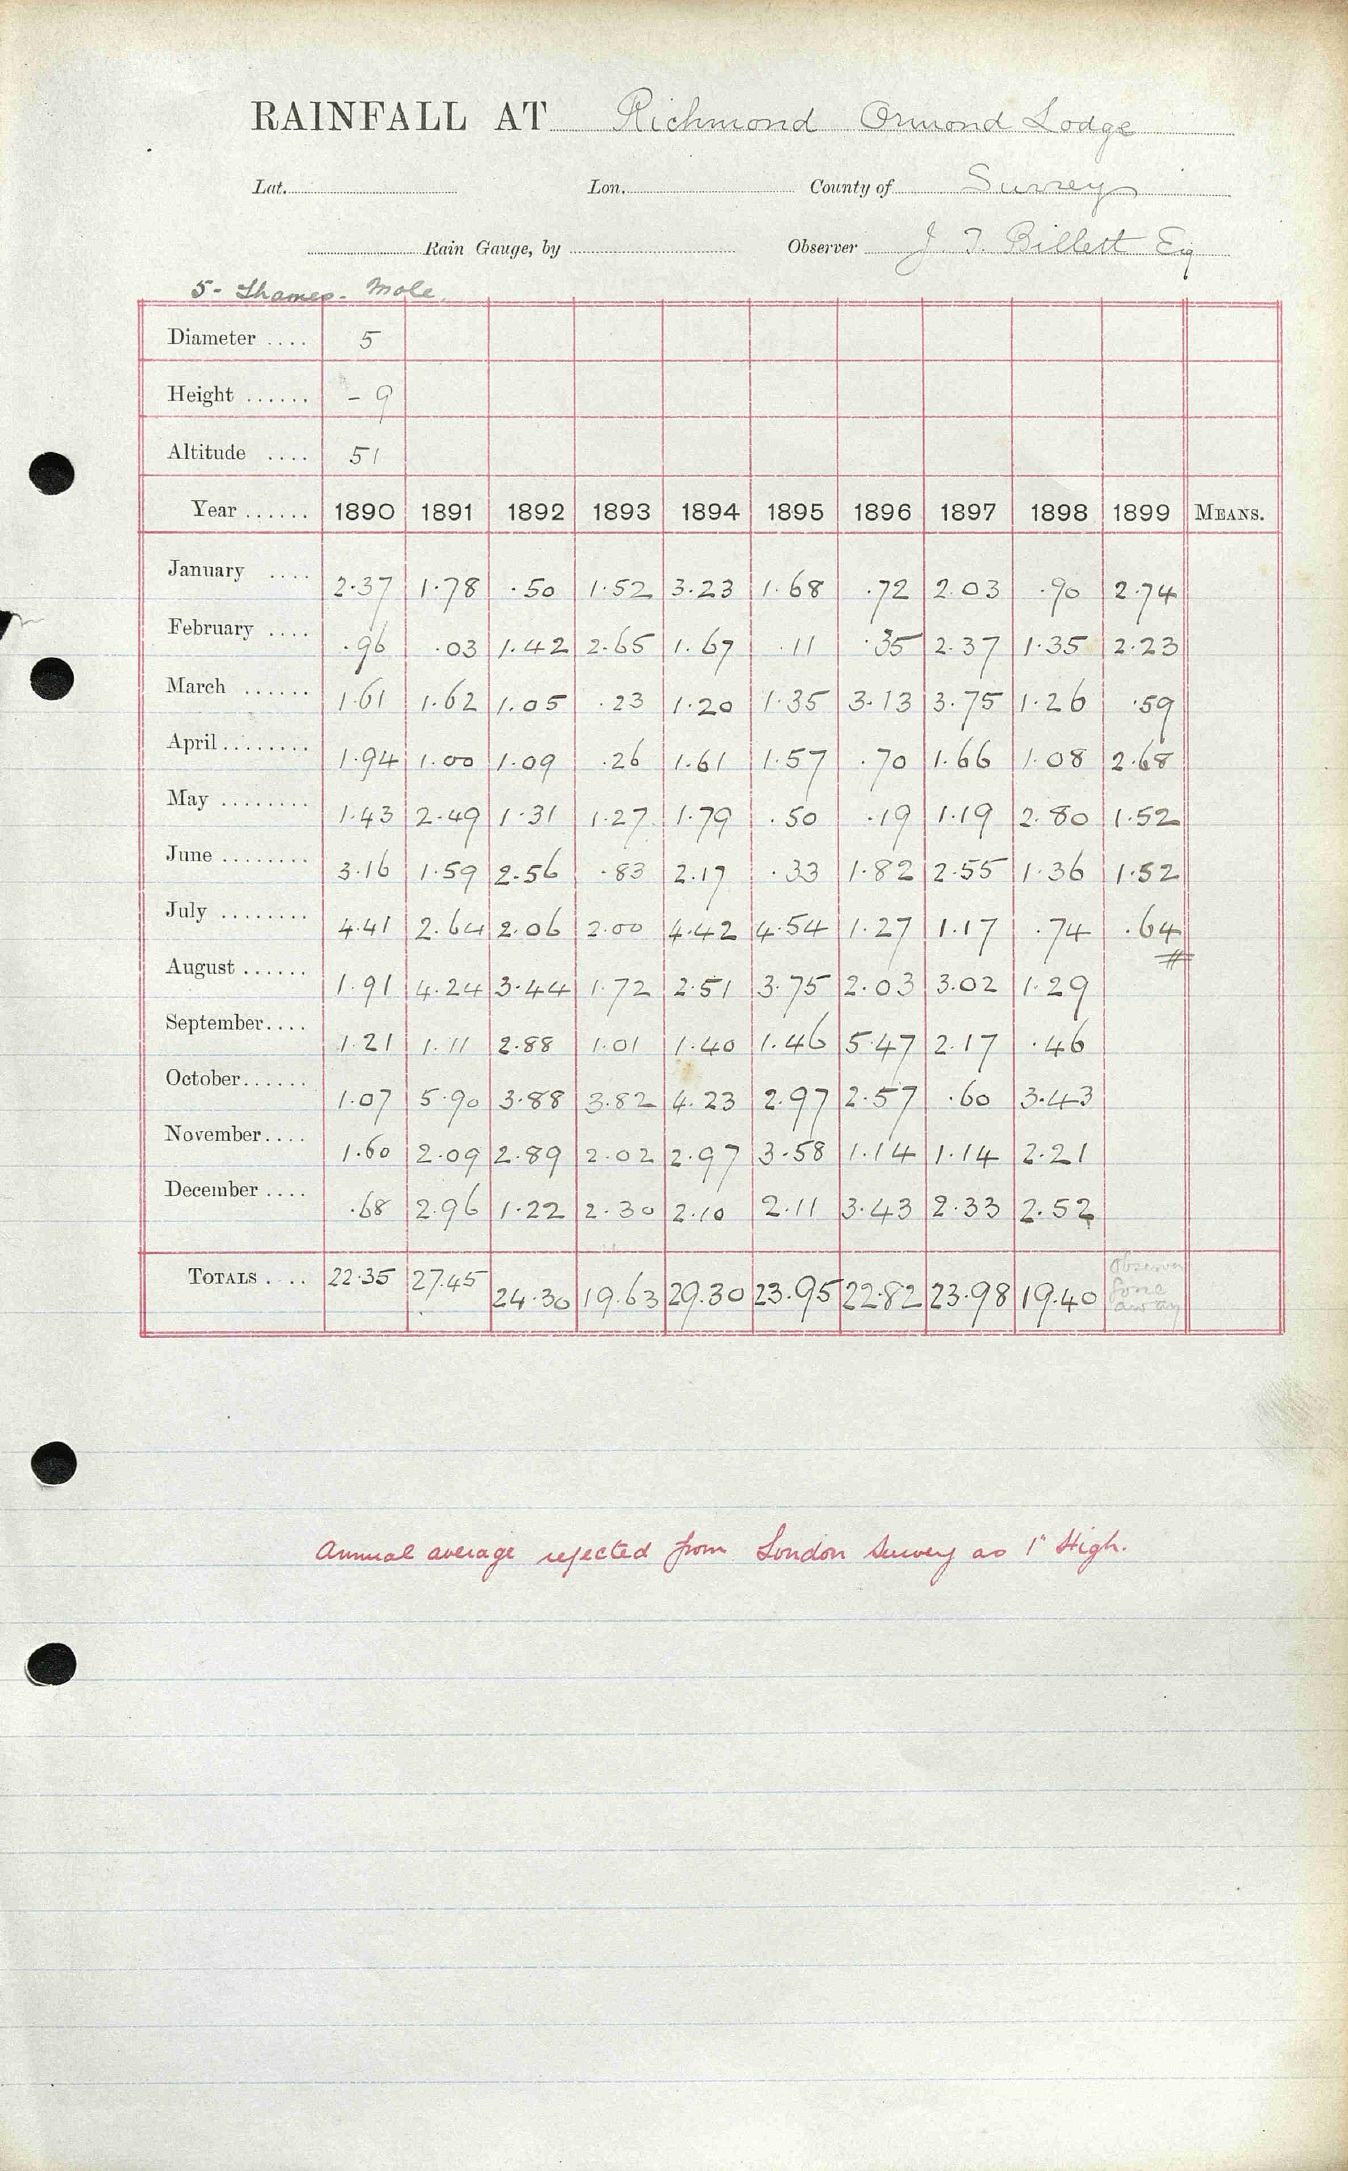 RAINFALL AT Richmond Ormond Lodge
Lat. Lon. County of Surrey
Rain Gauge, by Observer J. T. Billett Esq
5- Thames- Mole.
Diameter .... 5
Height ...... - 9
Altitude .... 51
Year ...... 1890 1891 1892 1893 1894 1895 1896 1897 1898 1899 MEANS.
January .... 2.37 1.78 .50 1.52 3.23 1.68 .72 2.03 .90 2.74
February .... .96 .03 1.42 2.65 1.67 .11 .35 2.37 1.35 2.23
March ...... 1.61 1.62 1.05 .23 1.20 1.35 3.13 3.75 1.26 .59
April ........ 1.94 1.00 1.09 .26 1.61 1.57 .70 1.66 1.08 2.68
May ........ 1.43 2.49 1.31 1.27 1.79 .50 .19 1.19 2.80 1.52
June ........ 3.16 1.59 2.56 .83 2.17 .33 1.82 2.55 1.36 1.52
July ........ 4.41 2.64 2.06 2.00 4.42 4.54 1.27 1.17 .74 .64
August ...... 1.91 4.24 3.44 1.72 2.51 3.75 2.03 3.02 1.29
September.... 1.21 1.11 2.88 1.01 1.40 1.46 5.47 2.17 .46
October...... 1.07 5.90 3.88 3.82 4.23 2.97 2.57 .60 3.43
November.... 1.60 2.09 2.89 2.02 2.97 3.58 1.14 1.14 2.21
December .... .68 2.96 1.22 2.30 2.10 2.11 3.43 2.33 2.52
TOTALS .... 22.35 27.45 24.30 19.63 29.30 23.95 22.82 23.98 19.40 Observer gone away
Annual average rejected from London Survey as 1" High.